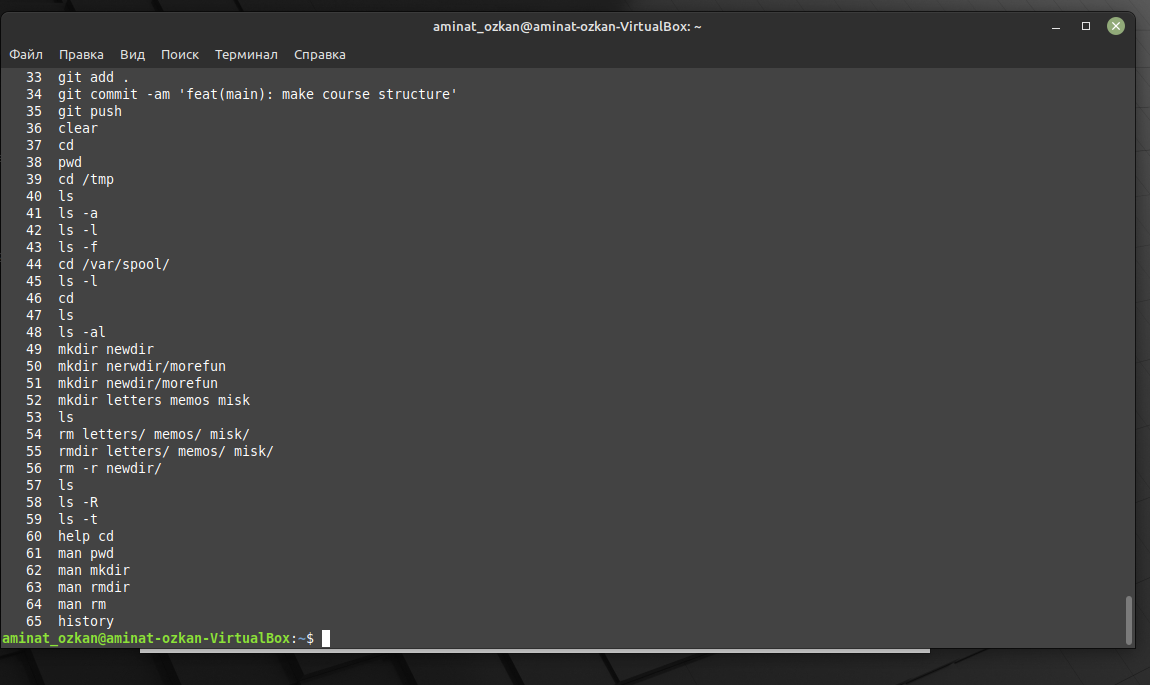 aminat_ozkan@aminat-ozkan-VirtualBox: ~
Файл Правка Вид Поиск Терминал Справка
33 git add .
34 git commit -am 'feat(main): make course structure'
35 git push
36 clear
37 cd
38 pwd
39 cd /tmp
40 ls
41 ls -a
42 ls -l
43 ls -f
44 cd /var/spool/
45 ls -l
46 cd
47 ls
48 ls -al
49 mkdir newdir
50 mkdir nerwdir/morefun
51 mkdir newdir/morefun
52 mkdir letters memos misk
53 ls
54 rm letters/ memos/ misk/
55 rmdir letters/ memos/ misk/
56 rm -r newdir/
57 ls
58 ls -R
59 ls -t
60 help cd
61 man pwd
62 man mkdir
63 man rmdir
64 man rm
65 history
aminat_ozkan@aminat-ozkan-VirtualBox:~$